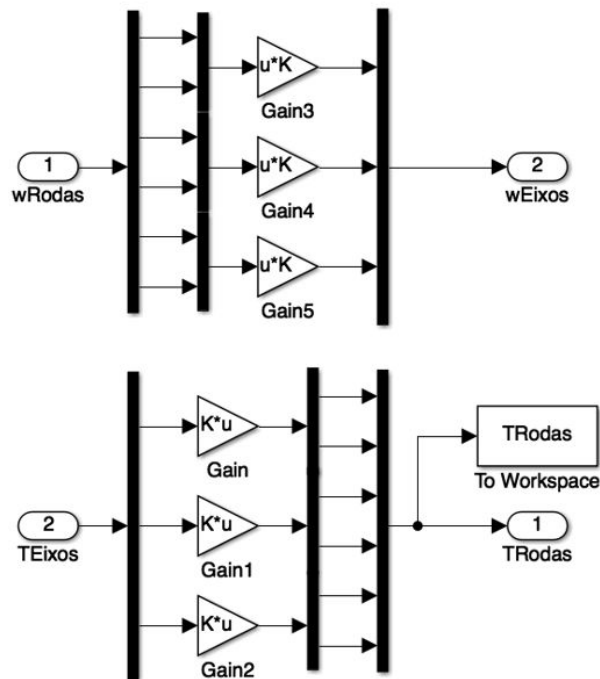 u*K
Gain3
1
wRodas
u*K
Gain4
2
wEixos
u*K
Gain5
K*u
Gain
TRodas
To Workspace
2
TEixos
K*u
Gain1
1
TRodas
K*u
Gain2